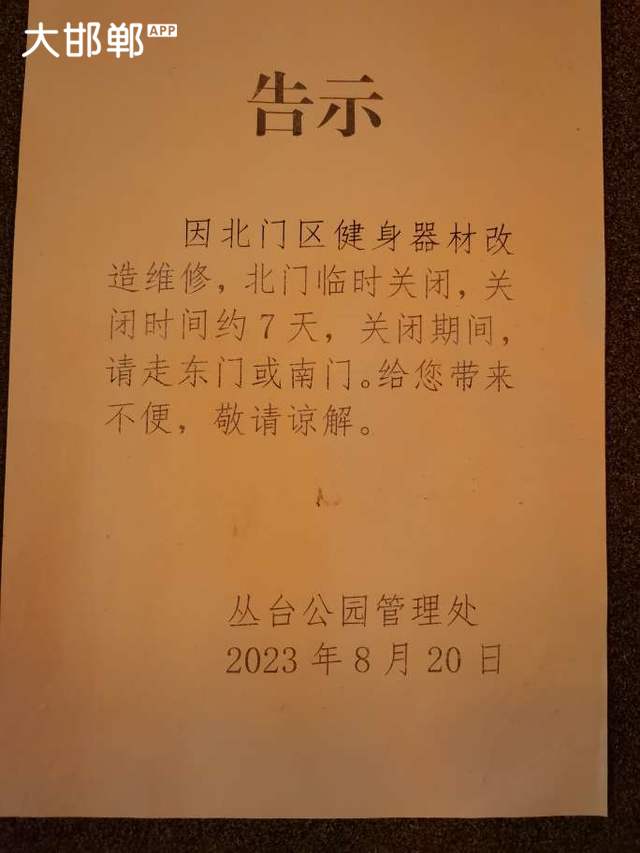 大邯郸APP
告示
因北门区健身器材改
造维修，北门临时关闭，关
闭时间约7天，关闭期间，
请走东门或南门。给您带来
不便，敬请谅解。
丛台公园管理处
2023年8月20日